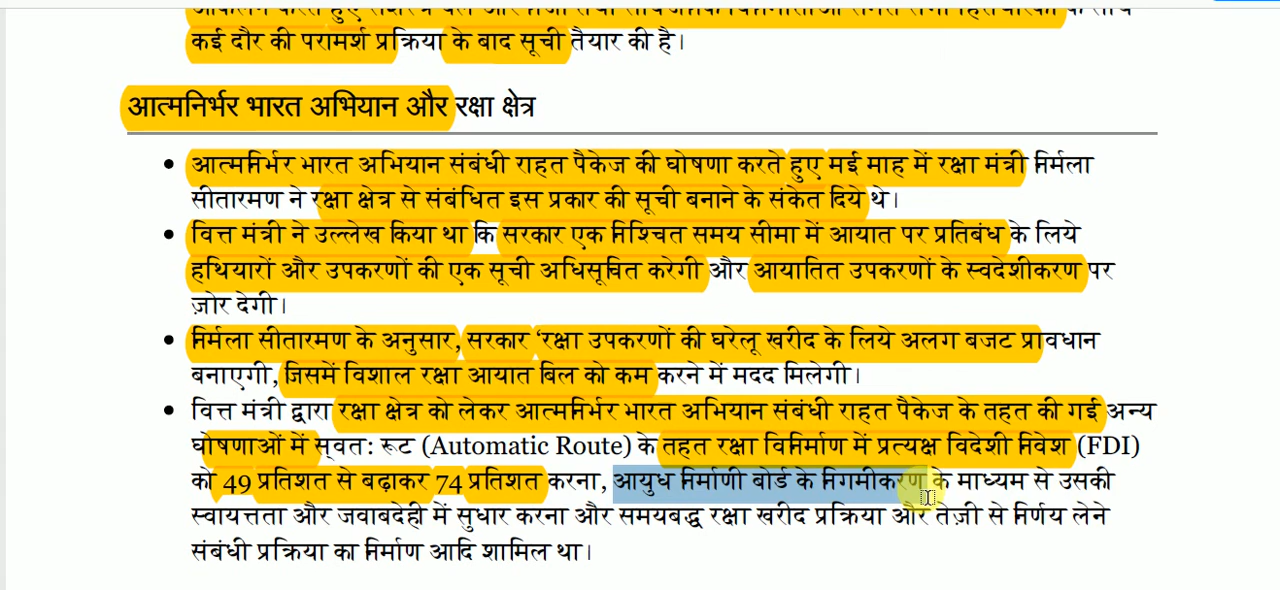 कई दौर की परामर्श प्रक्रिया के बाद सूची तैयार की है।
आत्मनिर्भर भारत अभियान और रक्षा क्षेत्र
आत्मनिर्भर भारत अभियान संबंधी राहत पैकेज की घोषणा करते हुए मई माह में रक्षा मंत्री निर्मला
सीतारमण ने रक्षा क्षेत्र से संबंधित इस प्रकार की सूची बनाने के संकेत दिये थे।
वित्त मंत्री ने उल्लेख किया था कि सरकार एक निश्चित समय सीमा में आयात पर प्रतिबंध के लिये
हथियारों और उपकरणों की एक सूची अधिसूचित करेगी और आयातित उपकरणों के स्वदेशीकरण पर
ज़ोर देगी।
निर्मला सीतारमण के अनुसार, सरकार ‘रक्षा उपकरणों की घरेलू खरीद के लिये अलग बजट प्रावधान
बनाएगी, जिसमें विशाल रक्षा आयात बिल को कम करने में मदद मिलेगी।
वित्त मंत्री द्वारा रक्षा क्षेत्र को लेकर आत्मनिर्भर भारत अभियान संबंधी राहत पैकेज के तहत की गई अन्य
घोषणाओं में स्वत: रूट (Automatic Route) के तहत रक्षा विनिर्माण में प्रत्यक्ष विदेशी निवेश (FDI)
को 49 प्रतिशत से बढ़ाकर 74 प्रतिशत करना, आयुध निर्माणी बोर्ड के निगमीकरण के माध्यम से उसकी
स्वायत्तता और जवाबदेही में सुधार करना और समयबद्ध रक्षा खरीद प्रक्रिया और तेज़ी से निर्णय लेने
संबंधी प्रक्रिया का निर्माण आदि शामिल था।